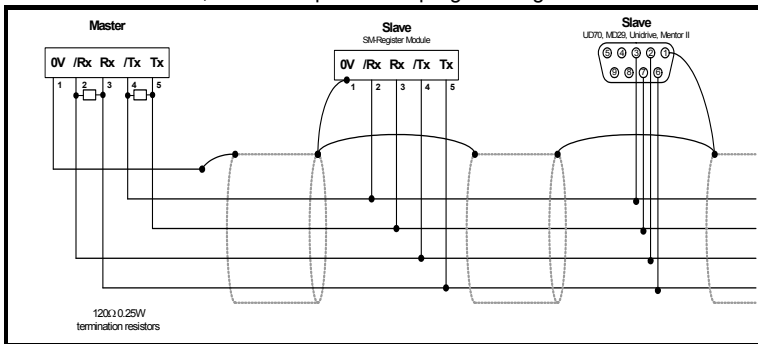 Master
0V /Rx Rx /Tx Tx
1 2 3 4 5
120Ω 0.25W
termination resistors
Slave
SM-Register Module
0V /Rx Rx /Tx Tx
1 2 3 4 5
Slave
UD70, MD29, Unidrive, Mentor II
5 4 3 2 1
9 8 7 6